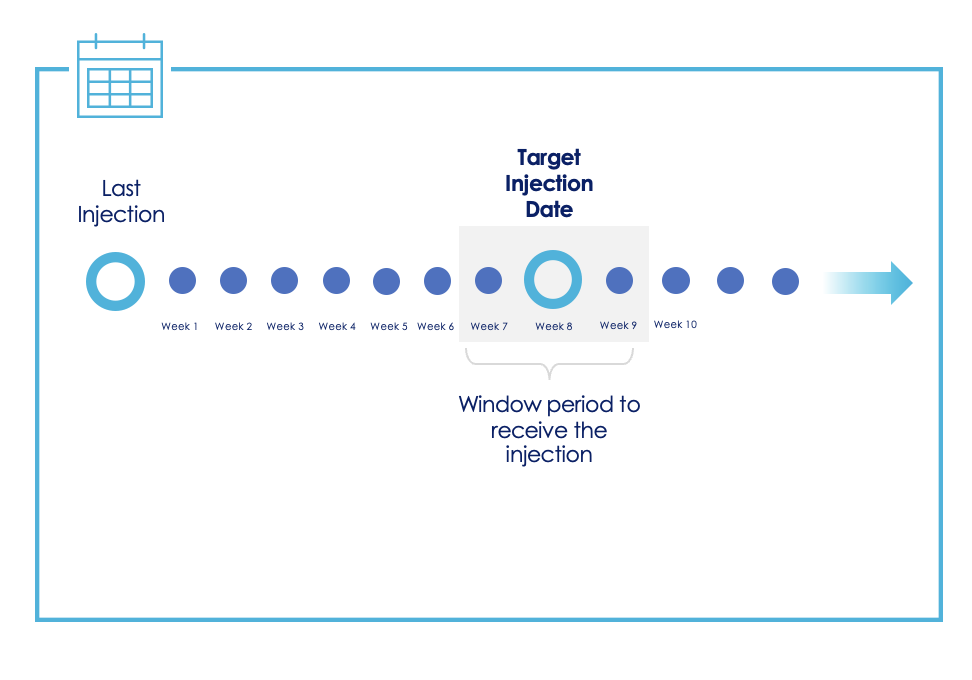 Target
Injection
Date
Last
Injection
Week 1 Week 2 Week 3 Week 4 Week 5 Week 6 Week 7 Week 8 Week 9 Week 10
Window period to
receive the
injection